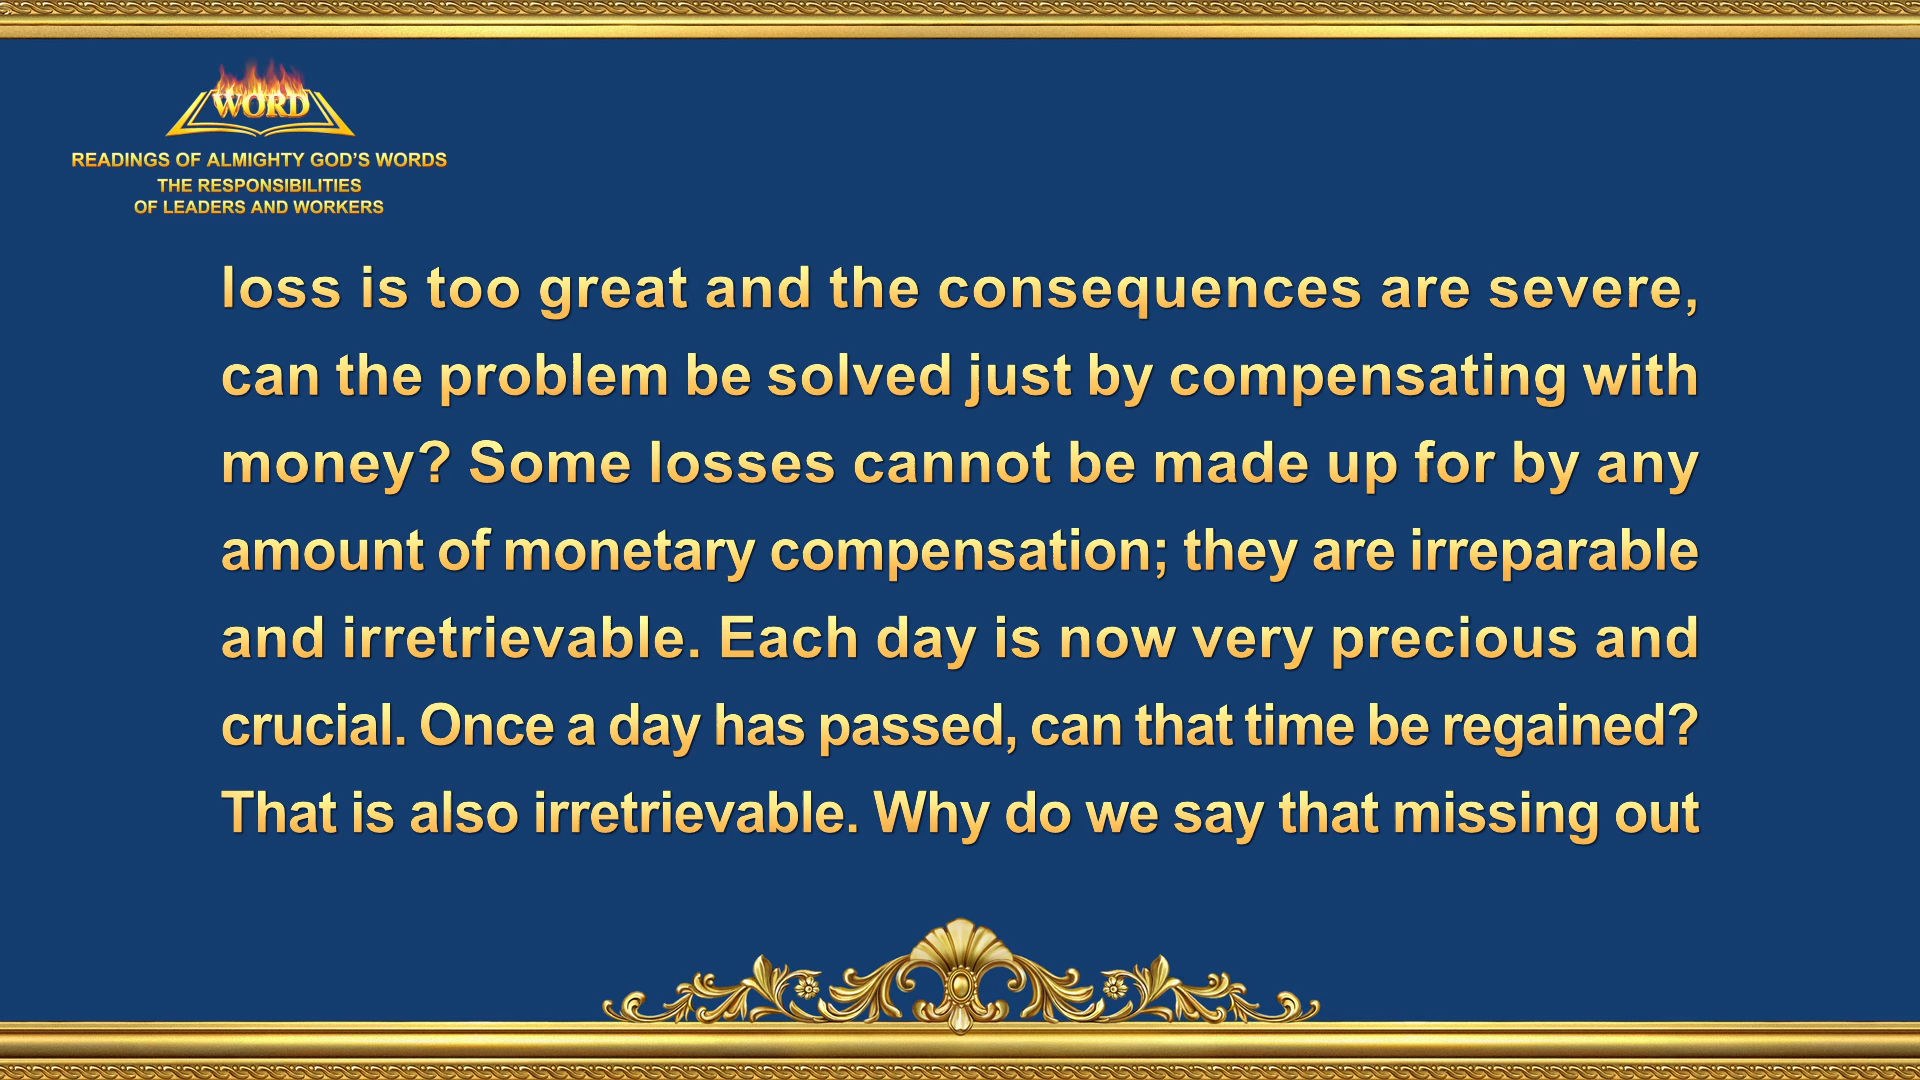 WORD
READINGS OF ALMIGHTY GOD'S WORDS
THE RESPONSIBILITIES
OF LEADERS AND WORKERS
loss is too great and the consequences are severe,
can the problem be solved just by compensating with
money? Some losses cannot be made up for by any
amount of monetary compensation; they are irreparable
and irretrievable. Each day is now very precious and
crucial. Once a day has passed, can that time be regained?
That is also irretrievable. Why do we say that missing out